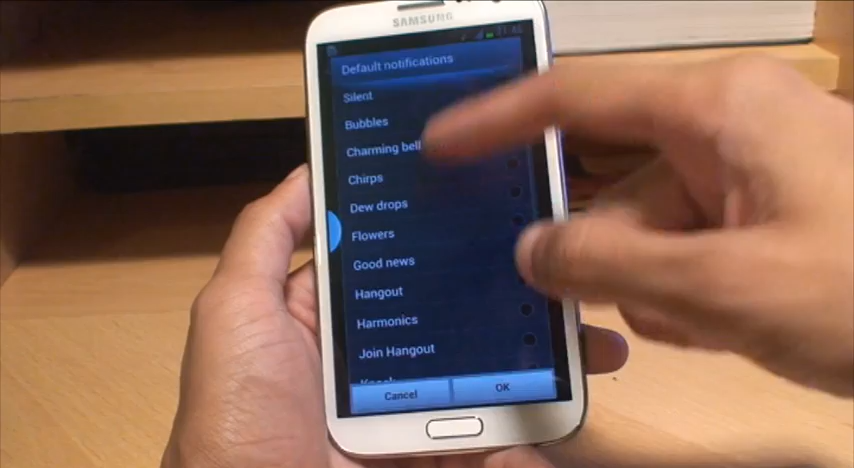 SAMSUNG
Default notifications
Silent
Bubbles
Charming bell
Chirps
Dew drops
Flowers
Good news
Hangout
Harmonics
Join Hangout
Cancel
OK